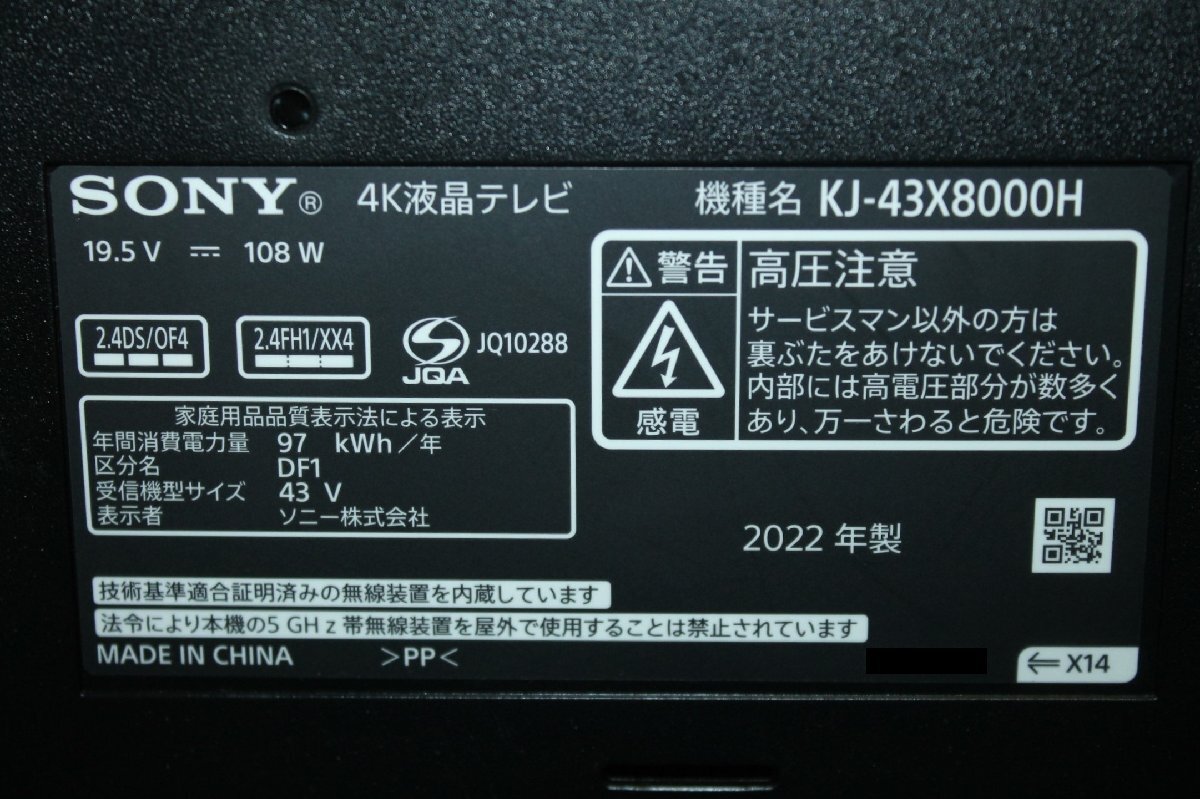 SONY® 4K液晶テレビ 機種名 KJ-43X8000H
19.5 V ⎓ 108 W
2.4DS/OF4 2.4FH1/XX4 JQA JQ10288
警告
感電
高圧注意
サービスマン以外の方は
裏ぶたをあけないでください。
内部には高電圧部分が数多く
あり、万一さわると危険です。
家庭用品品質表示法による表示
年間消費電力量 97 kWh／年
区分名 DF1
受信機型サイズ 43 V
表示者 ソニー株式会社
2022 年製
技術基準適合証明済みの無線装置を内蔵しています
法令により本機の5 GHz 帯無線装置を屋外で使用することは禁止されています
MADE IN CHINA >PP<
← X14